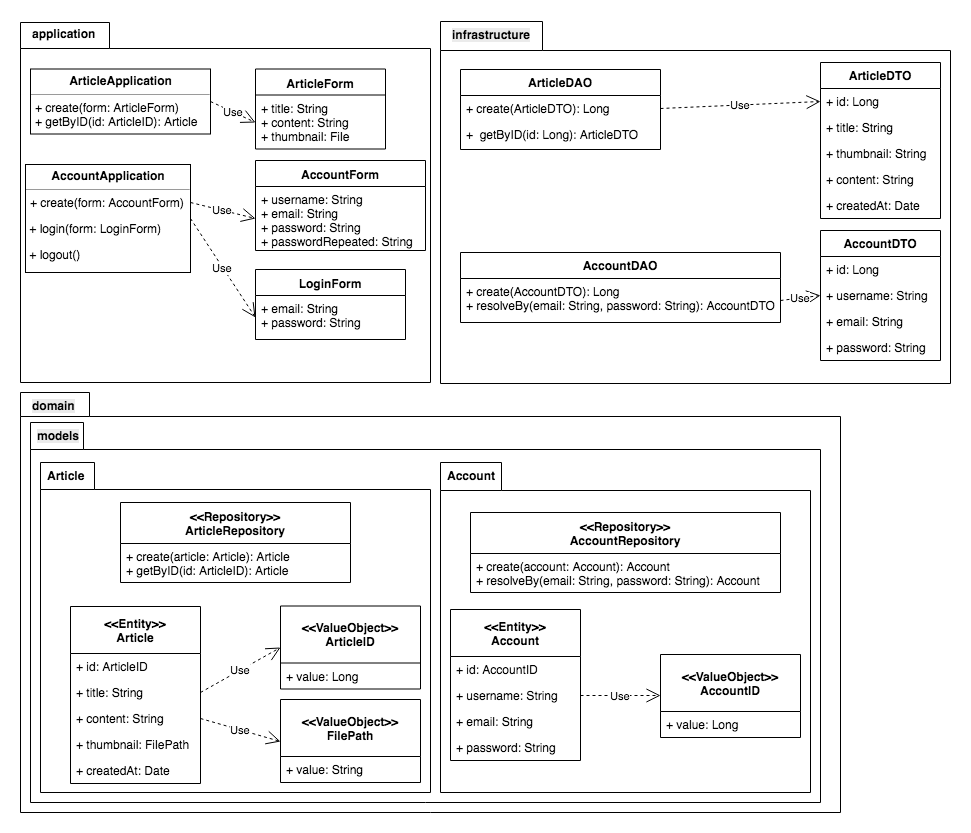 application
ArticleApplication
+ create(form: ArticleForm)
+ getByID(id: ArticleID): Article
Use
ArticleForm
+ title: String
+ content: String
+ thumbnail: File
AccountApplication
+ create(form: AccountForm)
+ login(form: LoginForm)
+ logout()
Use
Use
AccountForm
+ username: String
+ email: String
+ password: String
+ passwordRepeated: String
LoginForm
+ email: String
+ password: String
infrastructure
ArticleDAO
+ create(ArticleDTO): Long
+ getByID(id: Long): ArticleDTO
Use
ArticleDTO
+ id: Long
+ title: String
+ thumbnail: String
+ content: String
+ createdAt: Date
AccountDAO
+ create(AccountDTO): Long
+ resolveBy(email: String, password: String): AccountDTO
Use
AccountDTO
+ id: Long
+ username: String
+ email: String
+ password: String
domain
models
Article
<<Repository>>
ArticleRepository
+ create(article: Article): Article
+ getByID(id: ArticleID): Article
<<Entity>>
Article
+ id: ArticleID
+ title: String
+ content: String
+ thumbnail: FilePath
+ createdAt: Date
Use
Use
<<ValueObject>>
ArticleID
+ value: Long
<<ValueObject>>
FilePath
+ value: String
Account
<<Repository>>
AccountRepository
+ create(account: Account): Account
+ resolveBy(email: String, password: String): Account
<<Entity>>
Account
+ id: AccountID
+ username: String
+ email: String
+ password: String
Use
<<ValueObject>>
AccountID
+ value: Long